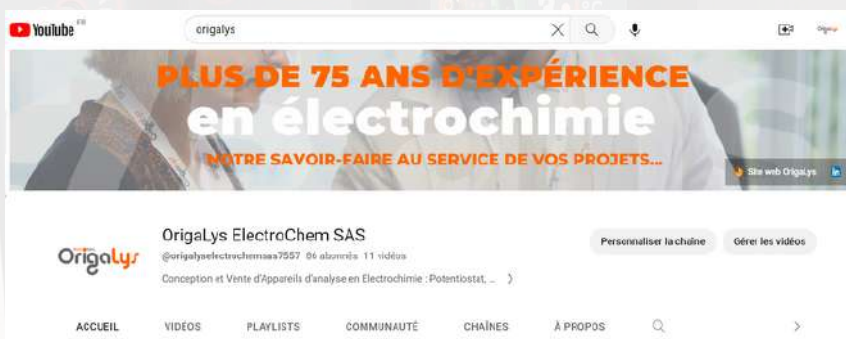 YouTube FR
origalys
PLUS DE 75 ANS D'EXPÉRIENCE
en électrochimie
NOTRE SAVOIR-FAIRE AU SERVICE DE VOS PROJETS...
Site web OrigaLys in
OrigaLys
OrigaLys ElectroChem SAS
@origalyselectrochemsas7557 86 abonnés 11 vidéos
Conception et Vente d'Appareils d'analyse en Electrochimie : Potentiostat, ...
Personnaliser la chaîne Gérer les vidéos
ACCUEIL VIDÉOS PLAYLISTS COMMUNAUTÉ CHAÎNES À PROPOS